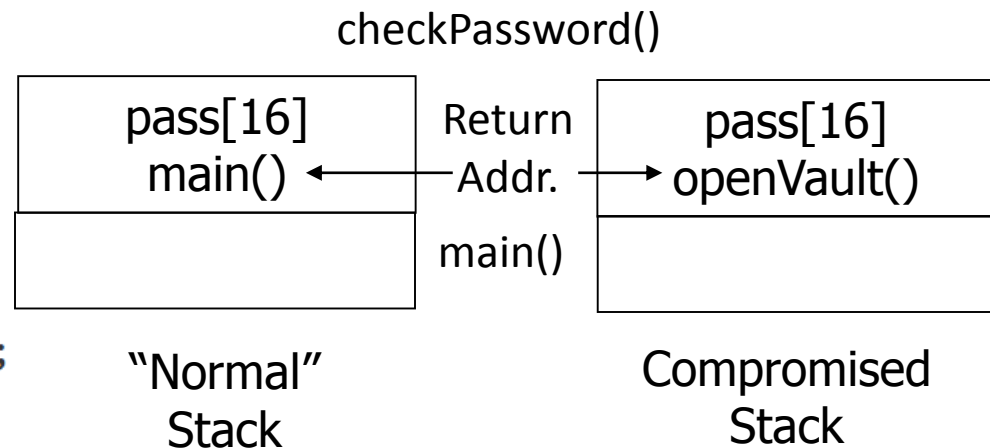 checkPassword()
pass[16]
main()
Return
Addr.
pass[16]
openVault()
main()
;
“Normal”
Stack
Compromised
Stack